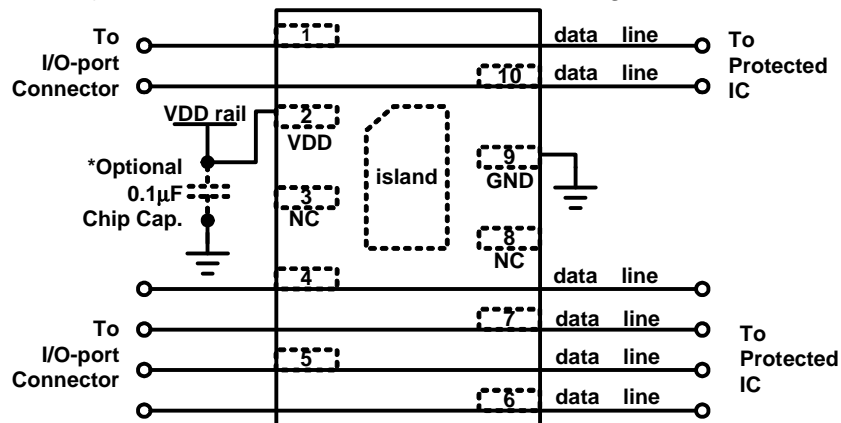 To
I/O-port
Connector
1
data line
To
Protected
IC
10
data line
VDD rail
2
VDD
*Optional
0.1μF
Chip Cap.
3
NC
island
9
GND
8
NC
4
data line
To
I/O-port
Connector
7
data line
5
data line
6
data line
To
Protected
IC